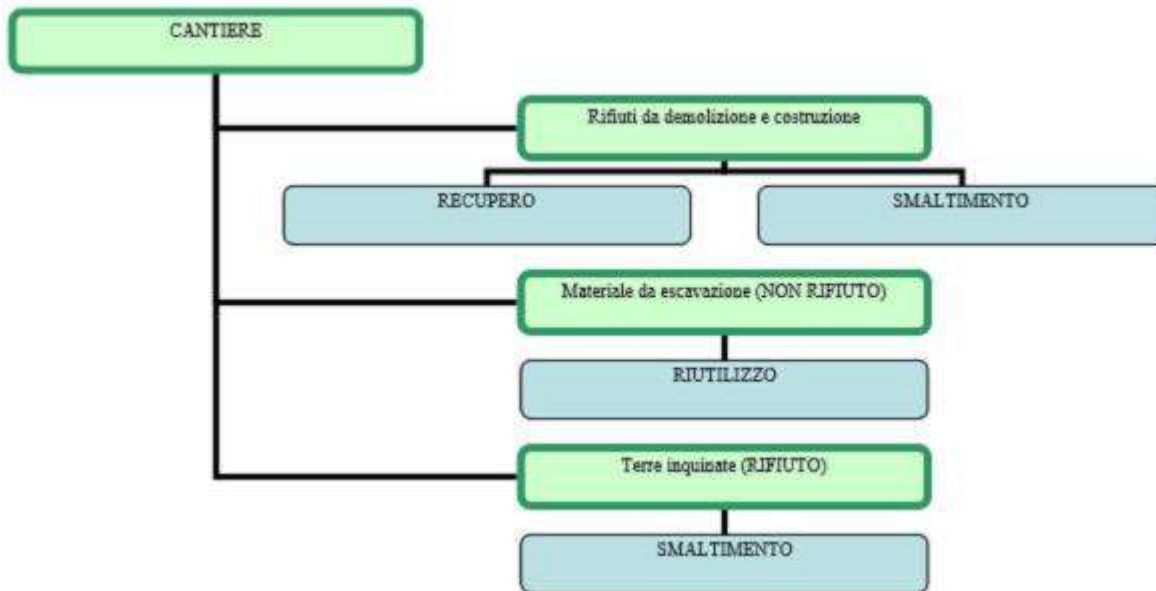 CANTIERE
Rifiuti da demolizione e costruzione
RECUPERO
SMALTIMENTO
Materiale da escavazione (NON RIFIUTO)
RIUTILIZZO
Terre inquinate (RIFIUTO)
SMALTIMENTO